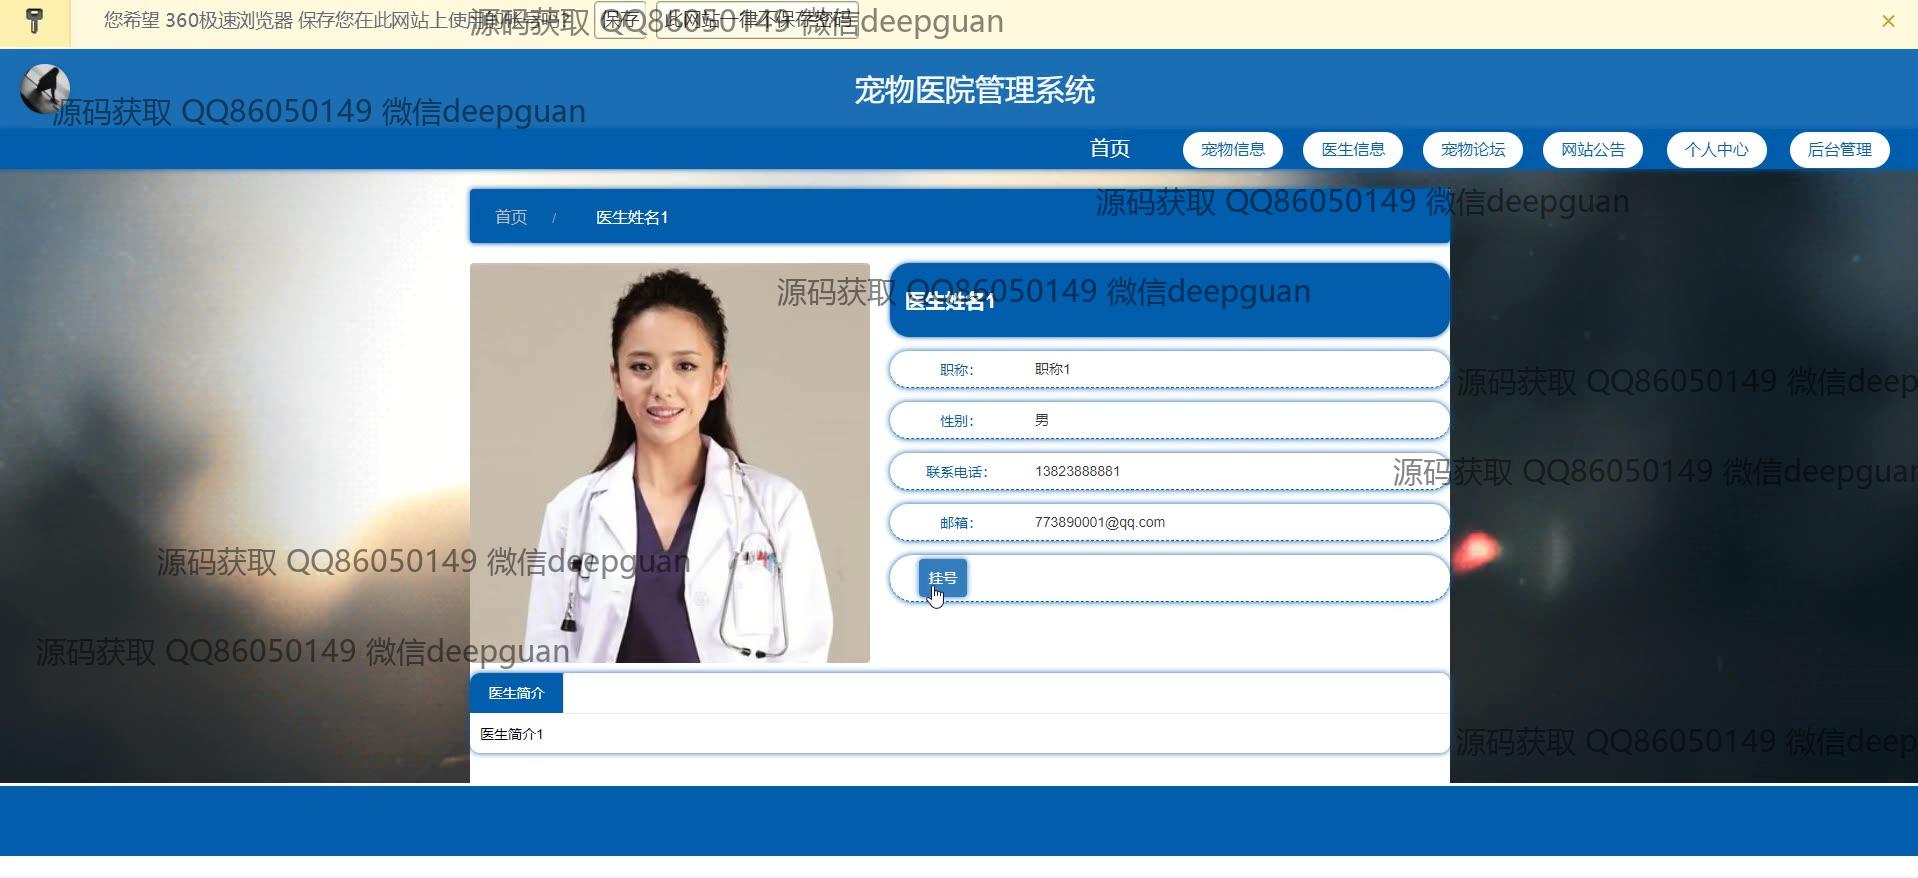 您希望 360极速浏览器 保存您在此网站上使用的帐号吗?
保存
此网站一律不保存密码
源码获取 QQ86050149 微信deepguan
宠物医院管理系统
源码获取 QQ86050149 微信deepguan
首页
宠物信息
医生信息
宠物论坛
网站公告
个人中心
后台管理
源码获取 QQ86050149 微信deepguan
首页 / 医生姓名1
源码获取 QQ86050149 微信deepguan
医生姓名1
职称: 职称1
源码获取 QQ86050149 微信deep
性别: 男
联系电话: 13823888881
源码获取 QQ86050149 微信deepguan
邮箱: 773890001@qq.com
源码获取 QQ86050149 微信deepguan
挂号
源码获取 QQ86050149 微信deepguan
医生简介
医生简介1
源码获取 QQ86050149 微信deep